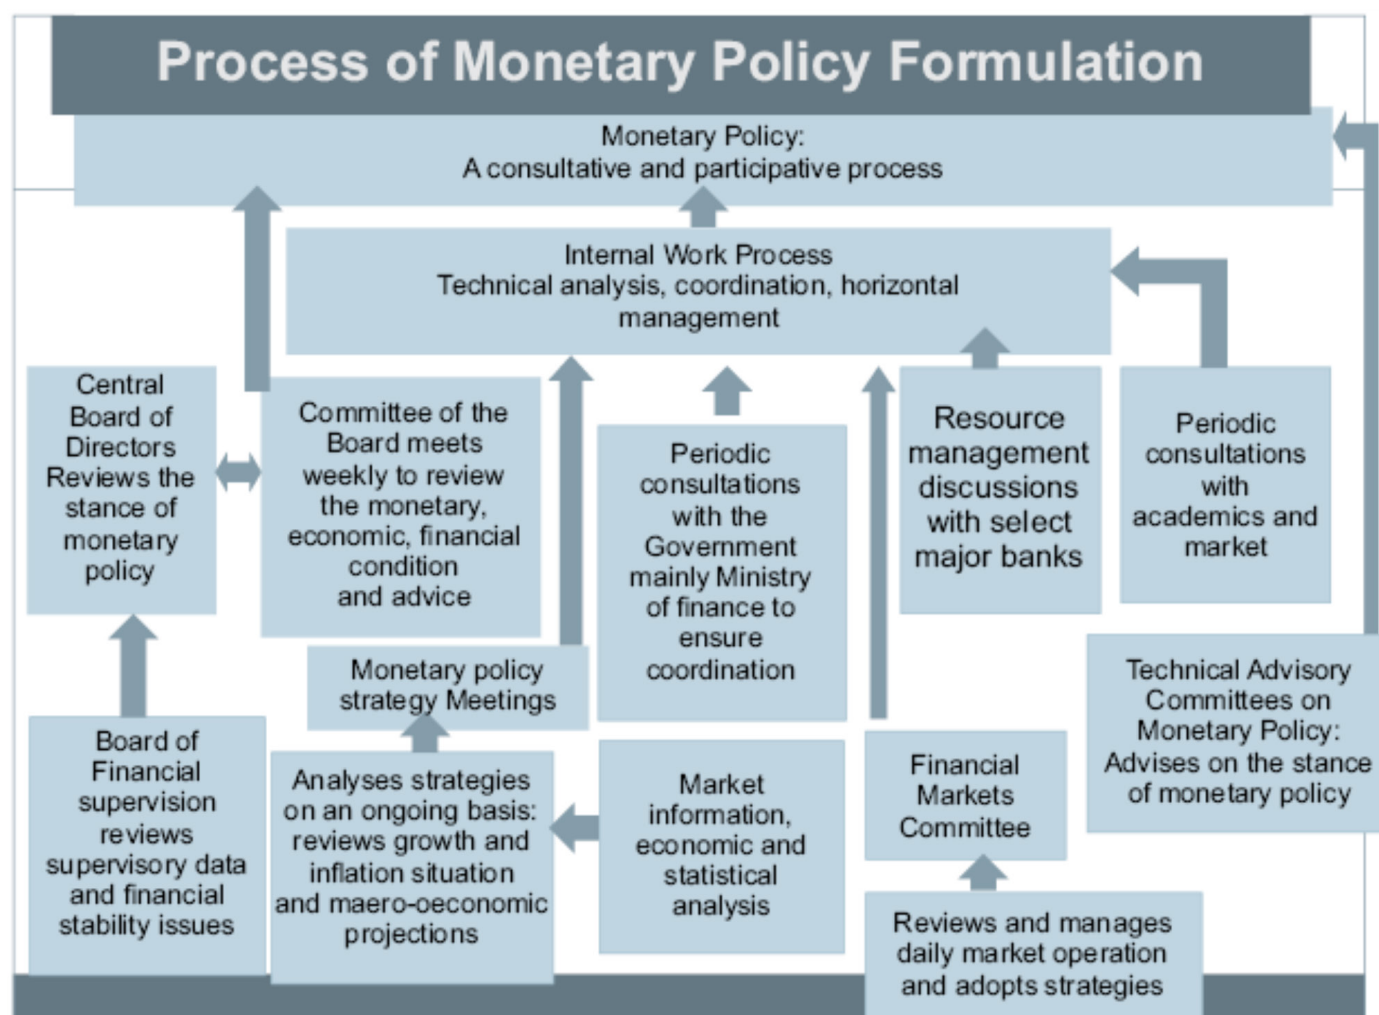 Process of Monetary Policy Formulation
Monetary Policy:
A consultative and participative process
Internal Work Process
Technical analysis, coordination, horizontal
management
Central
Board of
Directors
Reviews the
stance of
monetary
policy
Committee of the
Board meets
weekly to review
the monetary,
economic, financial
condition
and advice
Periodic
consultations
with the
Government
mainly Ministry
of finance to
ensure
coordination
Resource
management
discussions
with select
major banks
Periodic
consultations
with
academics and
market
Monetary policy
strategy Meetings
Technical Advisory
Committees on
Monetary Policy:
Advises on the stance
of monetary policy
Board of
Financial
supervision
reviews
supervisory data
and financial
stability issues
Analyses strategies
on an ongoing basis:
reviews growth and
inflation situation
and maero-oeconomic
projections
Market
information,
economic and
statistical
analysis
Financial
Markets
Committee
Reviews and manages
daily market operation
and adopts strategies